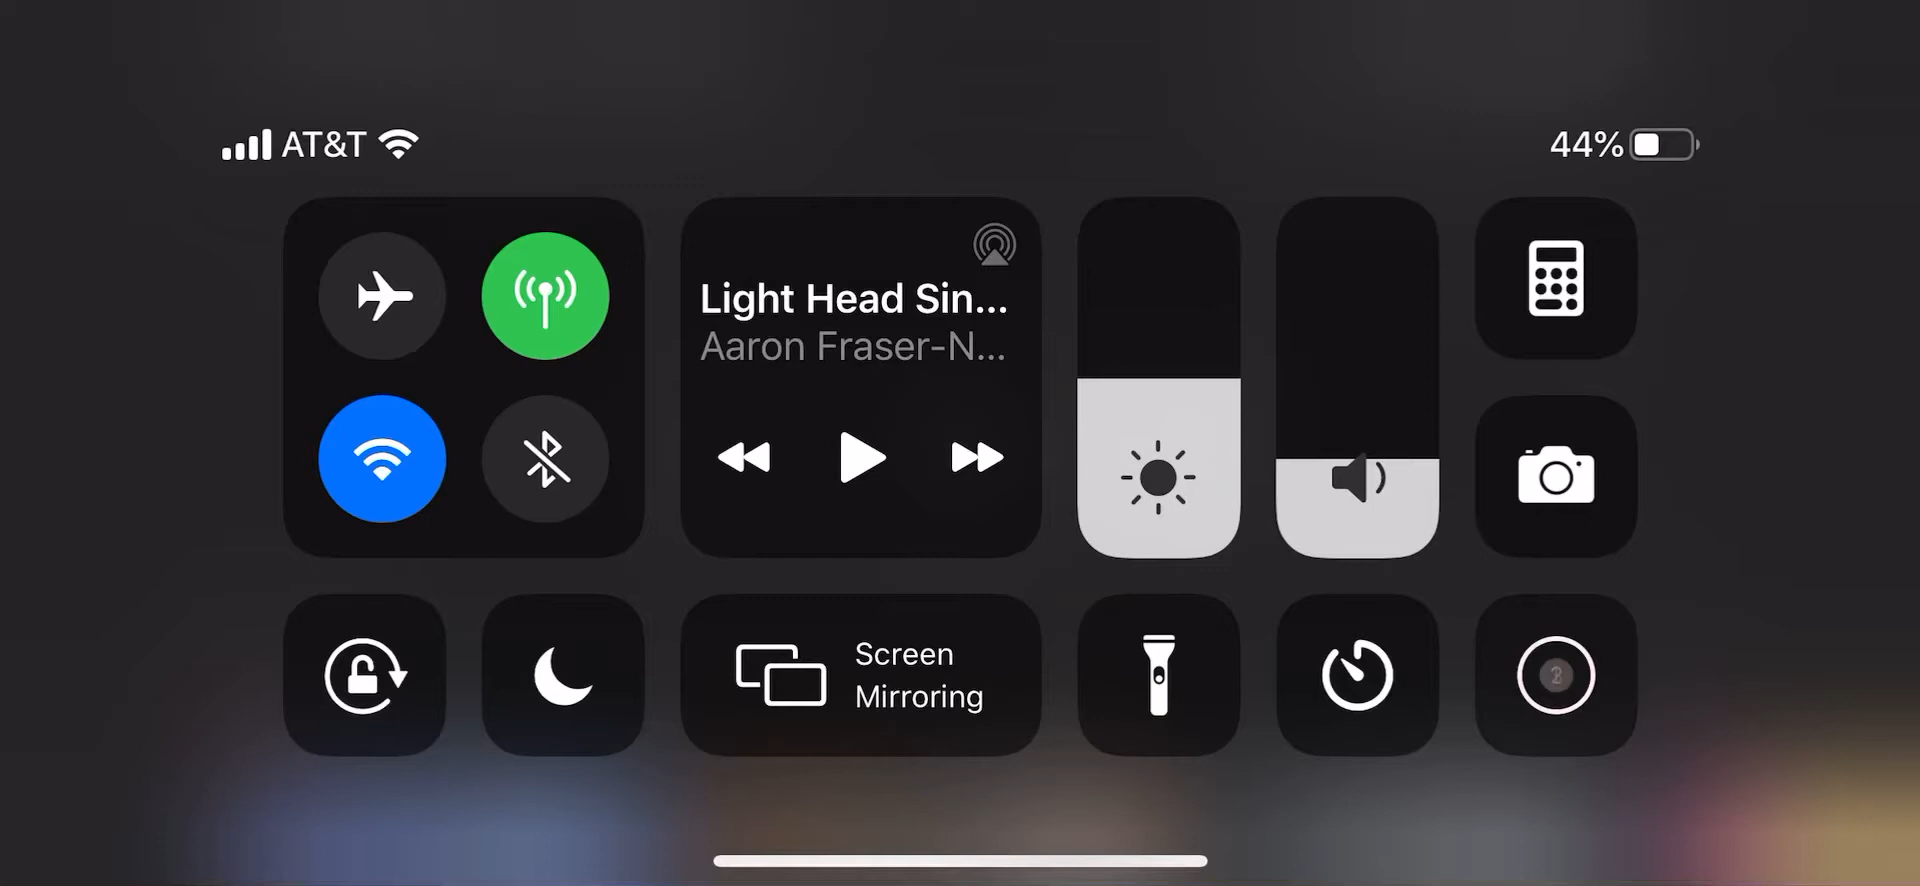 AT&T
44%
Light Head Sin...
Aaron Fraser-N...
Screen
Mirroring